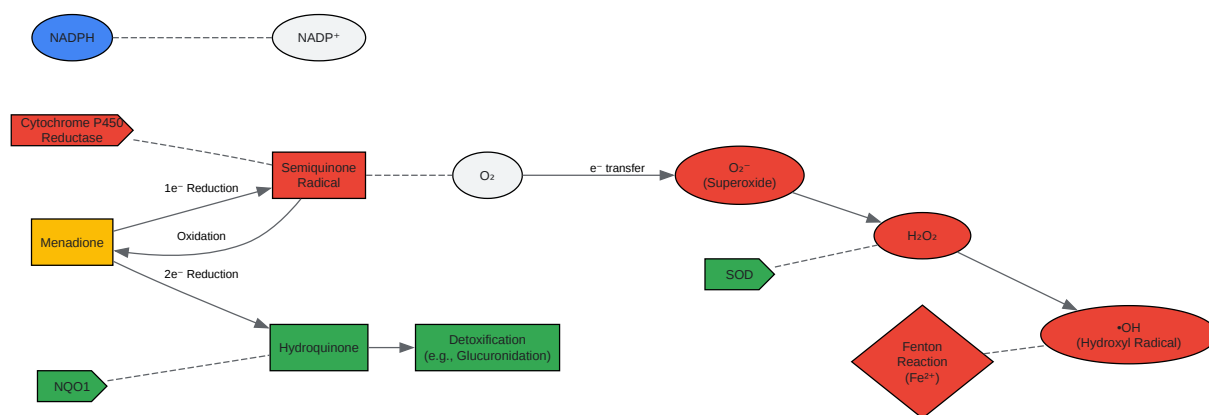 NADPH
NADP⁺
Cytochrome P450
Reductase
Semiquinone
Radical
O₂
e⁻ transfer
O₂⁻
(Superoxide)
1e⁻ Reduction
Menadione
Oxidation
H₂O₂
2e⁻ Reduction
SOD
Hydroquinone
Detoxification
(e.g., Glucuronidation)
Fenton
Reaction
(Fe²⁺)
•OH
(Hydroxyl Radical)
NQO1